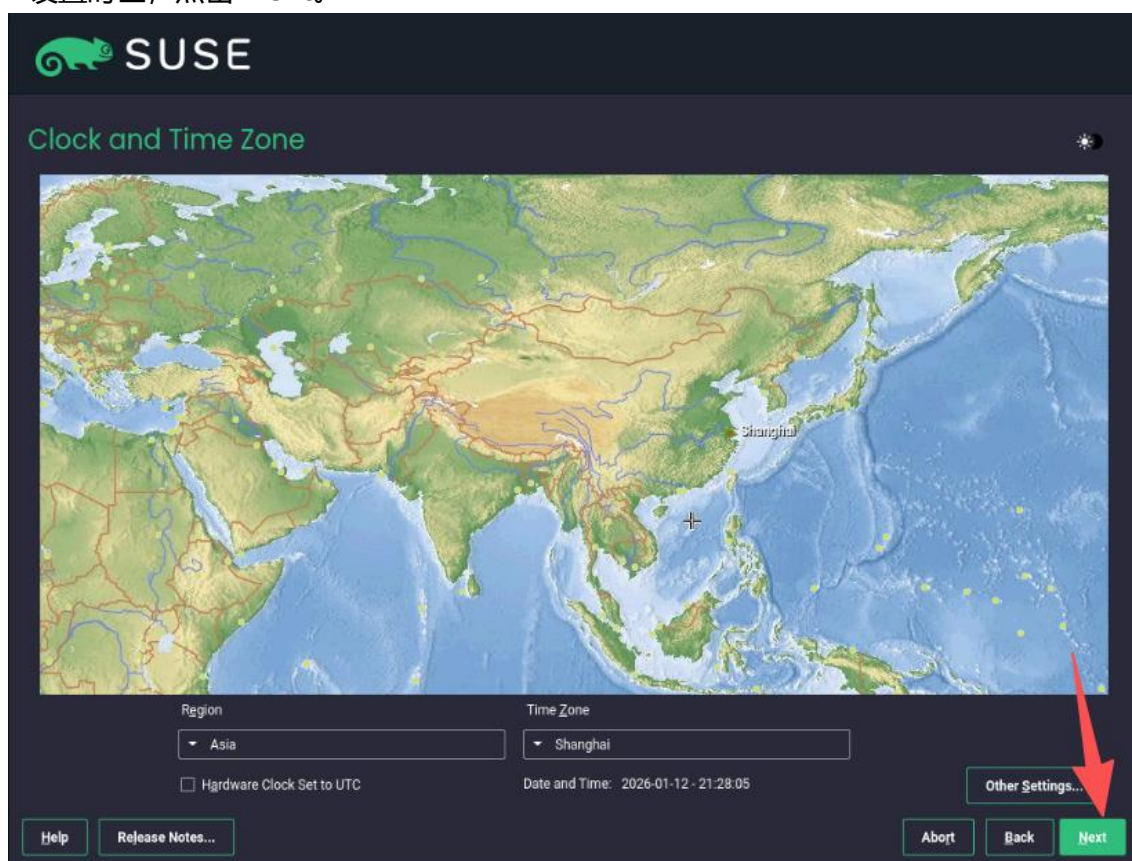 SUSE
Clock and Time Zone
Shanghai
Region
Time Zone
Asia
Shanghai
Hardware Clock Set to UTC
Date and Time: 2026-01-12 - 21:28:05
Other Settings...
Help
Release Notes...
Abort
Back
Next